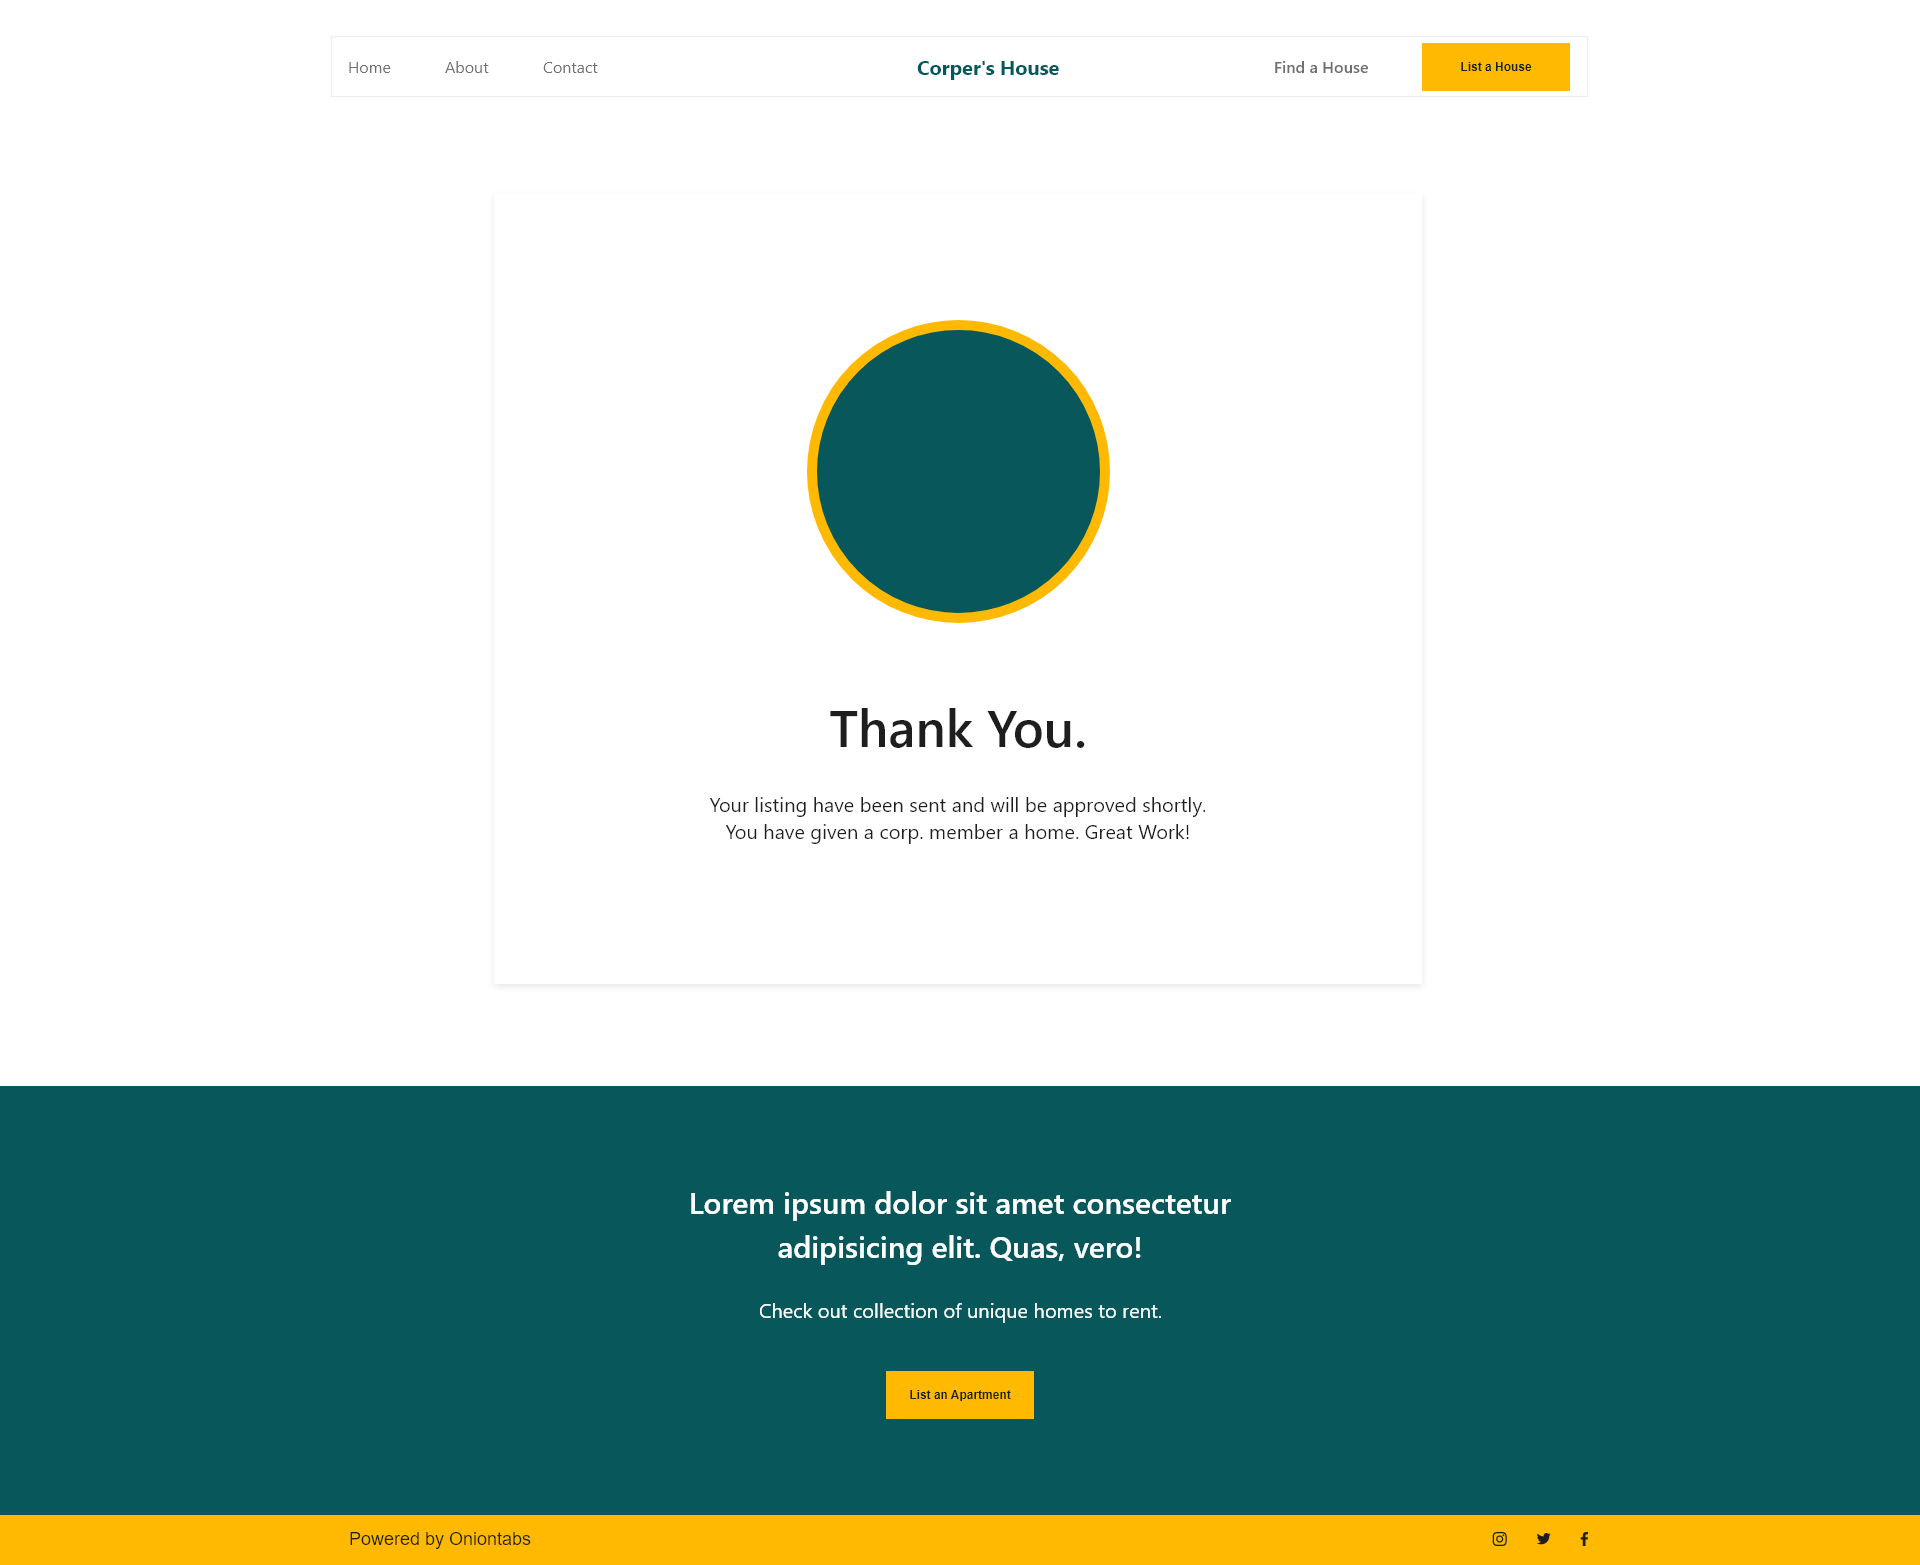 Home About Contact Corper's House Find a House List a House
Thank You.
Your listing have been sent and will be approved shortly.
You have given a corp. member a home. Great Work!
Lorem ipsum dolor sit amet consectetur
adipisicing elit. Quas, vero!
Check out collection of unique homes to rent.
List an Apartment
Powered by Oniontabs